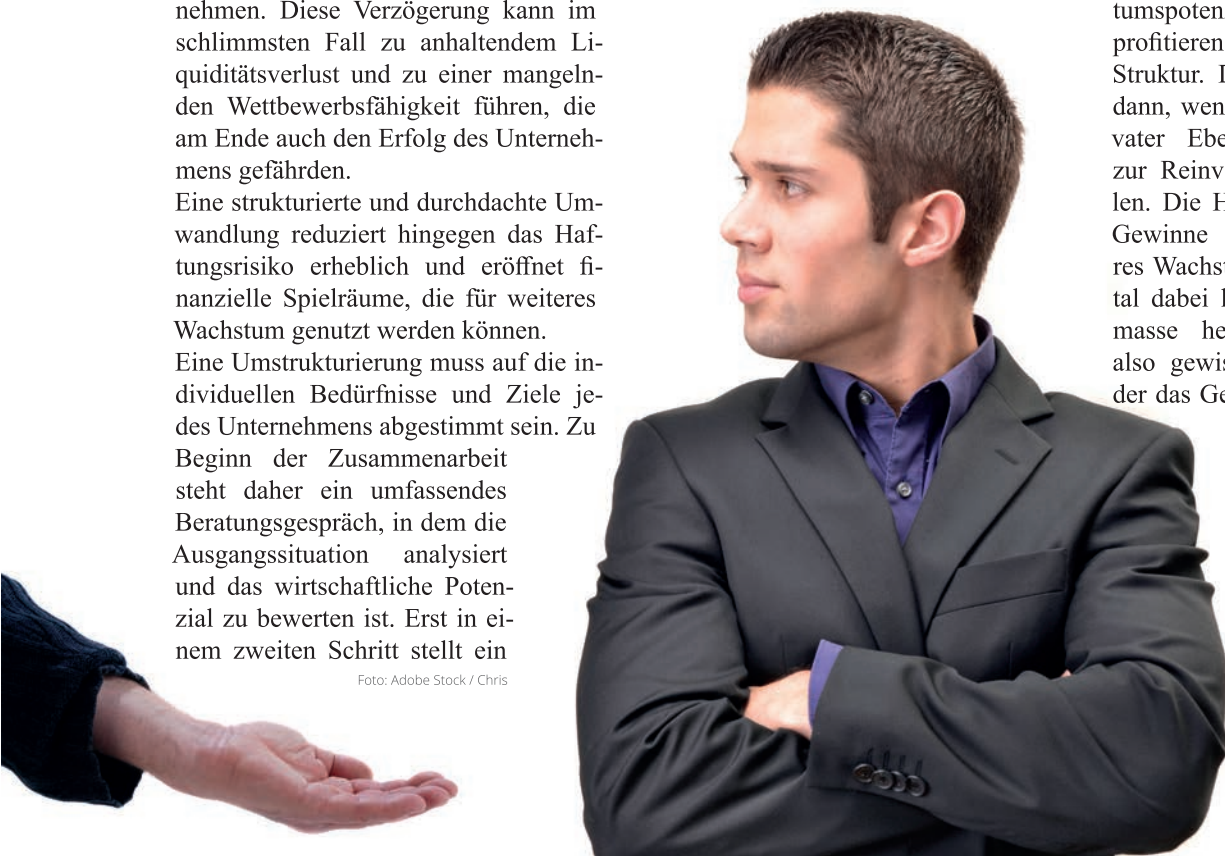 nehmen. Diese Verzögerung kann im
schlimmsten Fall zu anhaltendem Li-
quiditätsverlust und zu einer mangeln-
den Wettbewerbsfähigkeit führen, die
am Ende auch den Erfolg des Unterneh-
mens gefährden.
Eine strukturierte und durchdachte Um-
wandlung reduziert hingegen das Haf-
tungsrisiko erheblich und eröffnet fi-
nanzielle Spielräume, die für weiteres
Wachstum genutzt werden können.
Eine Umstrukturierung muss auf die in-
dividuellen Bedürfnisse und Ziele je-
des Unternehmens abgestimmt sein. Zu
Beginn der Zusammenarbeit
steht daher ein umfassendes
Beratungsgespräch, in dem die
Ausgangssituation analysiert
und das wirtschaftliche Poten-
zial zu bewerten ist. Erst in ei-
nem zweiten Schritt stellt ein
Foto: Adobe Stock / Chris
tumspoten
profitieren
Struktur.
dann, wen
vater Ebe
zur Reinv
len. Die H
Gewinne
res Wachst
tal dabei
masse he
also gewis
der das Ge